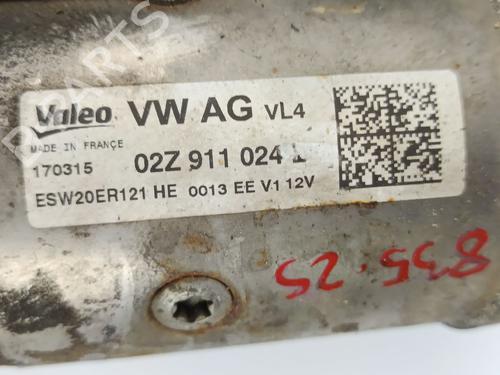 Valeo VW AG VL4
MADE IN FRANCE
170315 02Z 911 024
ESW20ER121 HE 0013 EE V1 12V
835.25